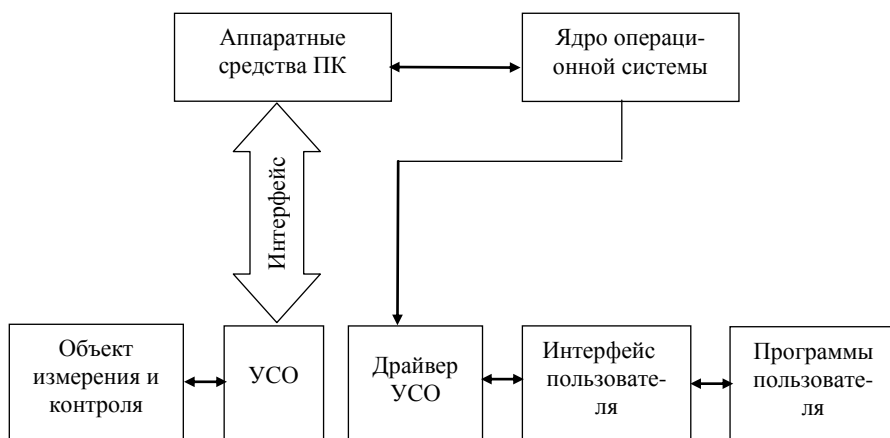 Аппаратные
средства ПК
Ядро операци-
онной системы
Интерфейс
Объект
измерения и
контроля
УСО
Драйвер
УСО
Интерфейс
пользовате-
ля
Программы
пользовате-
ля